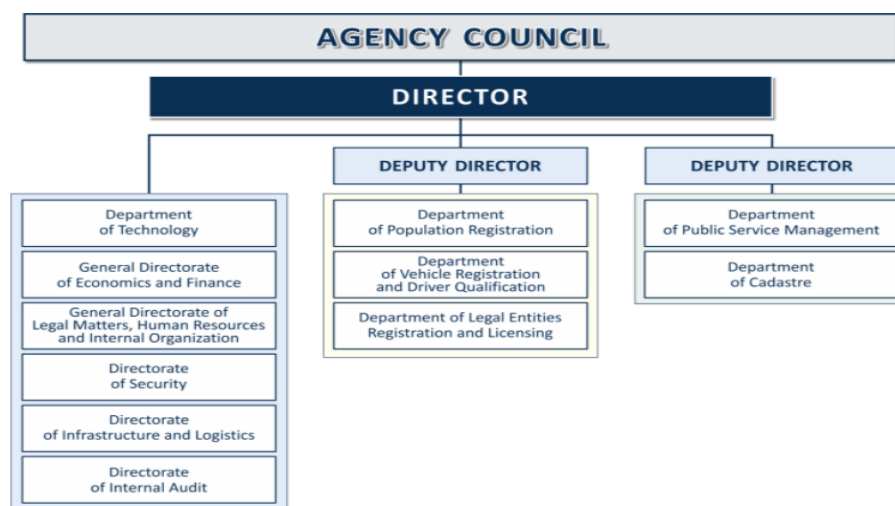 AGENCY COUNCIL
DIRECTOR
DEPUTY DIRECTOR
DEPUTY DIRECTOR
Department
of Technology
General Directorate
of Economics and Finance
General Directorate of
Legal Matters, Human Resources
and Internal Organization
Directorate
of Security
Directorate
of Infrastructure and Logistics
Directorate
of Internal Audit
Department
of Population Registration
Department
of Vehicle Registration
and Driver Qualification
Department of Legal Entities
Registration and Licensing
Department
of Public Service Management
Department
of Cadastre